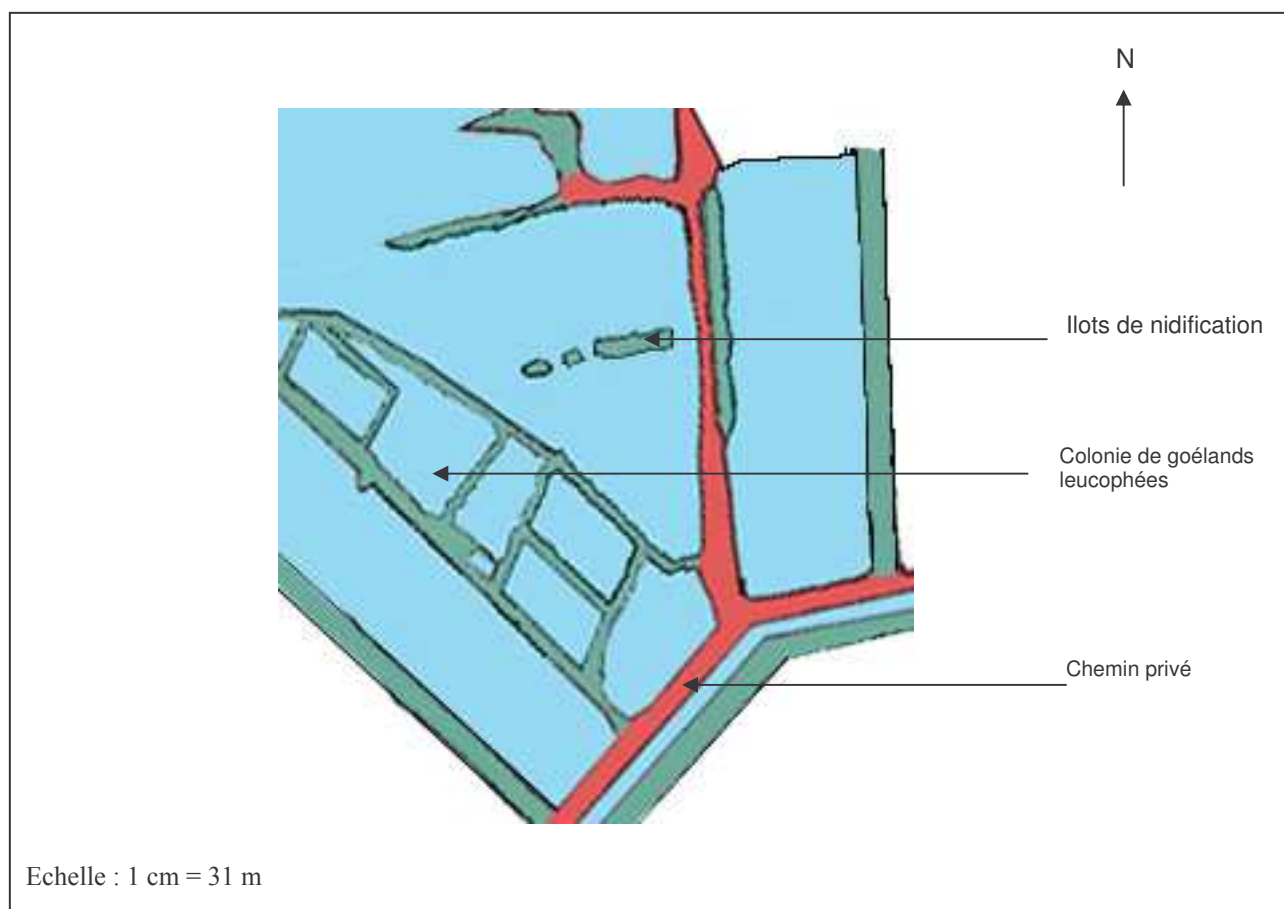 N
Ilots de nidification
Colonie de goélands
leucophées
Chemin privé
Echelle : 1 cm = 31 m